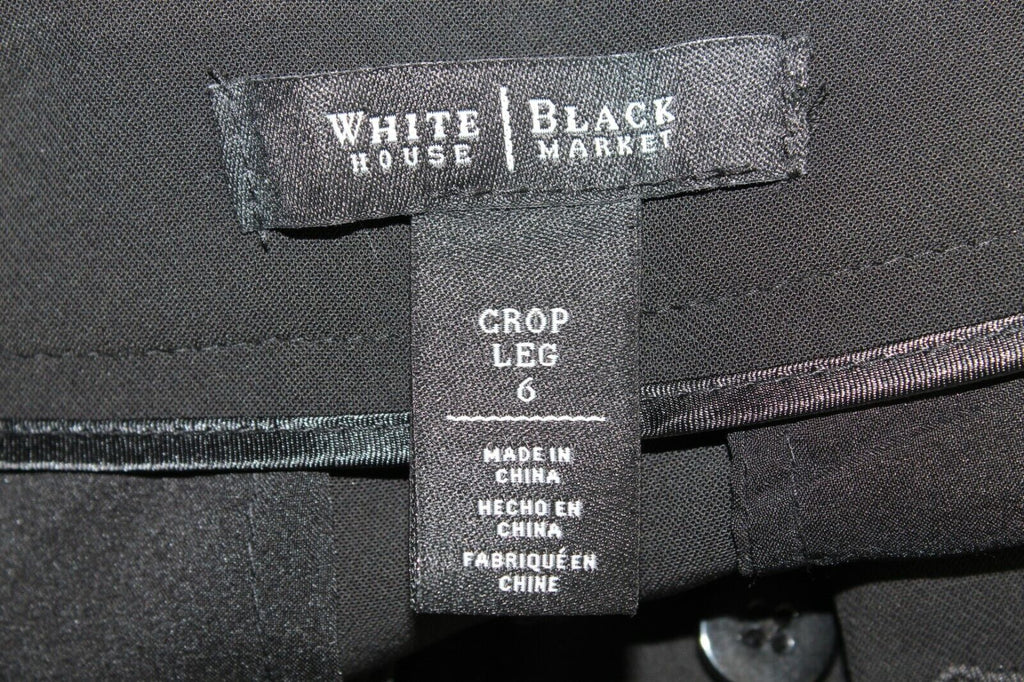 WHITE | BLACK
HOUSE | MARKET
CROP
LEG
6
MADE IN
CHINA
HECHO EN
CHINA
FABRIQUÉ EN
CHINE